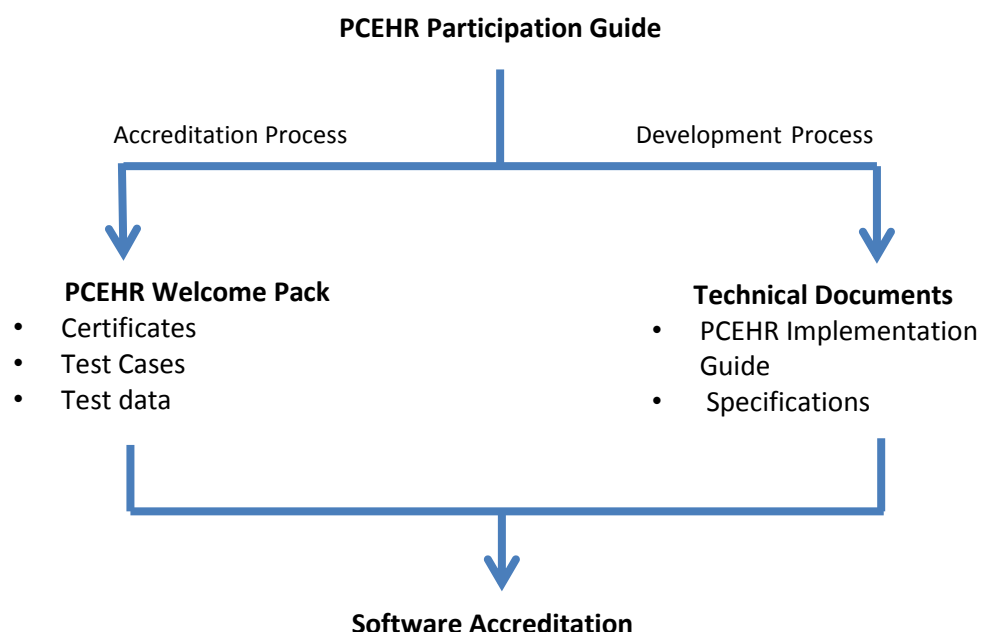 PCEHR Participation Guide
Accreditation Process
Development Process
PCEHR Welcome Pack
• Certificates
• Test Cases
• Test data
Technical Documents
• PCEHR Implementation
Guide
• Specifications
Software Accreditation